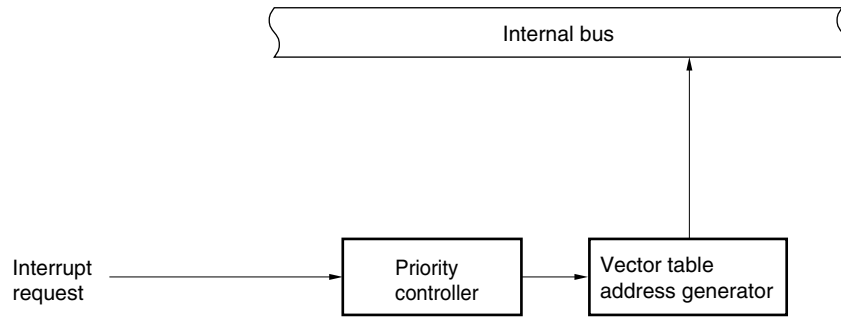 Internal bus
Interrupt
request
Priority
controller
Vector table
address generator